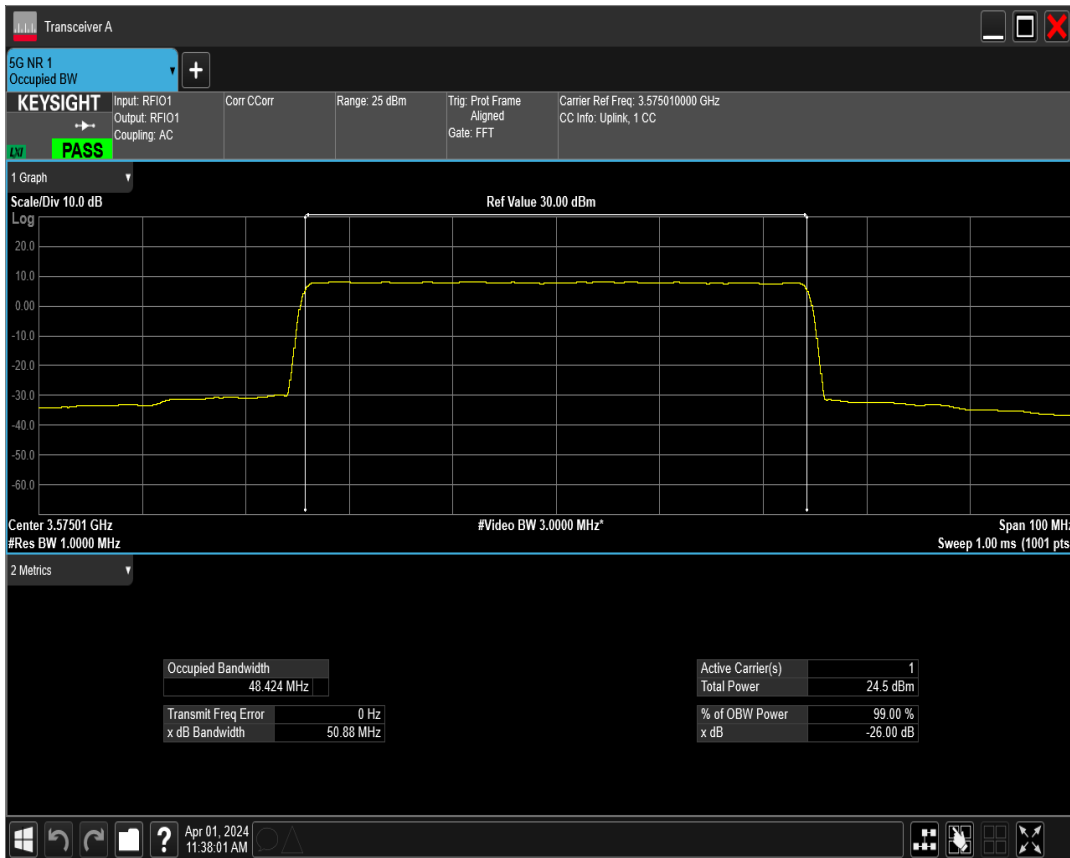 Transceiver A
5G NR 1
Occupied BW
+
KEYSIGHT
LXI
PASS
Input: RFIO1
Output: RFIO1
Coupling: AC
Corr CCorr
Range: 25 dBm
Trig: Prot Frame
Aligned
Gate: FFT
Carrier Ref Freq: 3.575010000 GHz
CC Info: Uplink, 1 CC
1 Graph
Scale/Div 10.0 dB
Ref Value 30.00 dBm
Log
20.0
10.0
0.00
-10.0
-20.0
-30.0
-40.0
-50.0
-60.0
Center 3.57501 GHz
#Video BW 3.0000 MHz*
Span 100 MHz
#Res BW 1.0000 MHz
Sweep 1.00 ms (1001 pts
2 Metrics
Occupied Bandwidth
48.424 MHz
Transmit Freq Error 0 Hz
x dB Bandwidth 50.88 MHz
Active Carrier(s) 1
Total Power 24.5 dBm
% of OBW Power 99.00 %
x dB -26.00 dB
?
Apr 01, 2024
11:38:01 AM